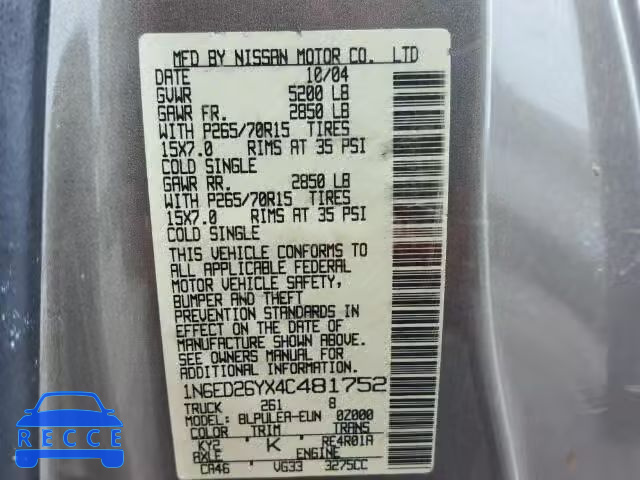 MFD BY NISSAN MOTOR CO. LTD
DATE 10/04
GVWR 5200 LB
GAWR FR. 2850 LB
WITH P265/70R15 TIRES
15X7.0 RIMS AT 35 PSI
COLD SINGLE
GAWR RR. 2850 LB
WITH P265/70R15 TIRES
15X7.0 RIMS AT 35 PSI
COLD SINGLE
THIS VEHICLE CONFORMS TO
ALL APPLICABLE FEDERAL
MOTOR VEHICLE SAFETY,
BUMPER AND THEFT
PREVENTION STANDARDS IN
EFFECT ON THE DATE OF
MANUFACTURE SHOWN ABOVE.
SEE OWNERS MANUAL FOR
ADDITIONAL INFORMATION.
1N6ED26YX4C481752
TRUCK 261 8
MODEL: BLPULEA-EUN 0Z000
COLOR TRIM TRANS
KY2 K RE4R01A
AXLE ENGINE
CA46 VG33 3275CC
RECCE